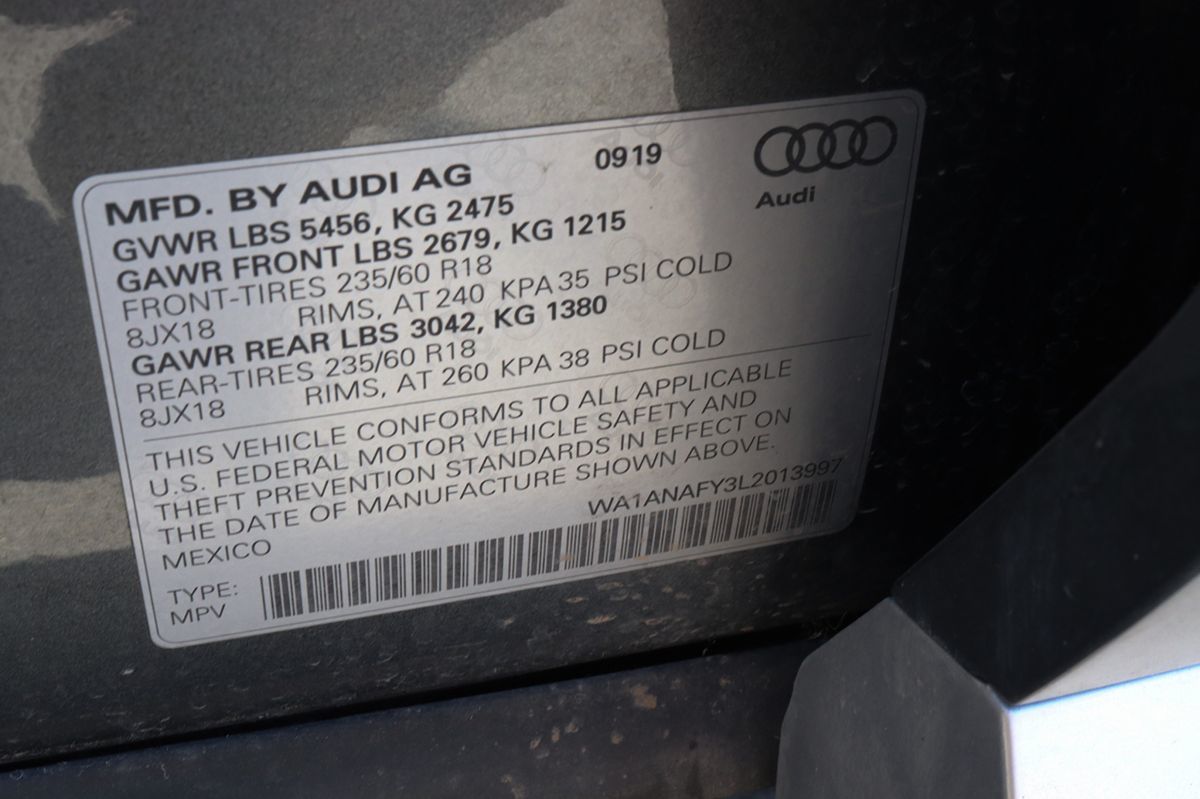 MFD. BY AUDI AG 0919
Audi
GVWR LBS 5456, KG 2475
GAWR FRONT LBS 2679, KG 1215
FRONT-TIRES 235/60 R18
8JX18 RIMS, AT 240 KPA 35 PSI COLD
GAWR REAR LBS 3042, KG 1380
REAR-TIRES 235/60 R18
8JX18 RIMS, AT 260 KPA 38 PSI COLD
THIS VEHICLE CONFORMS TO ALL APPLICABLE
U.S. FEDERAL MOTOR VEHICLE SAFETY AND
THEFT PREVENTION STANDARDS IN EFFECT ON
THE DATE OF MANUFACTURE SHOWN ABOVE.
MEXICO WA1ANAFY3L2013997
TYPE:
MPV